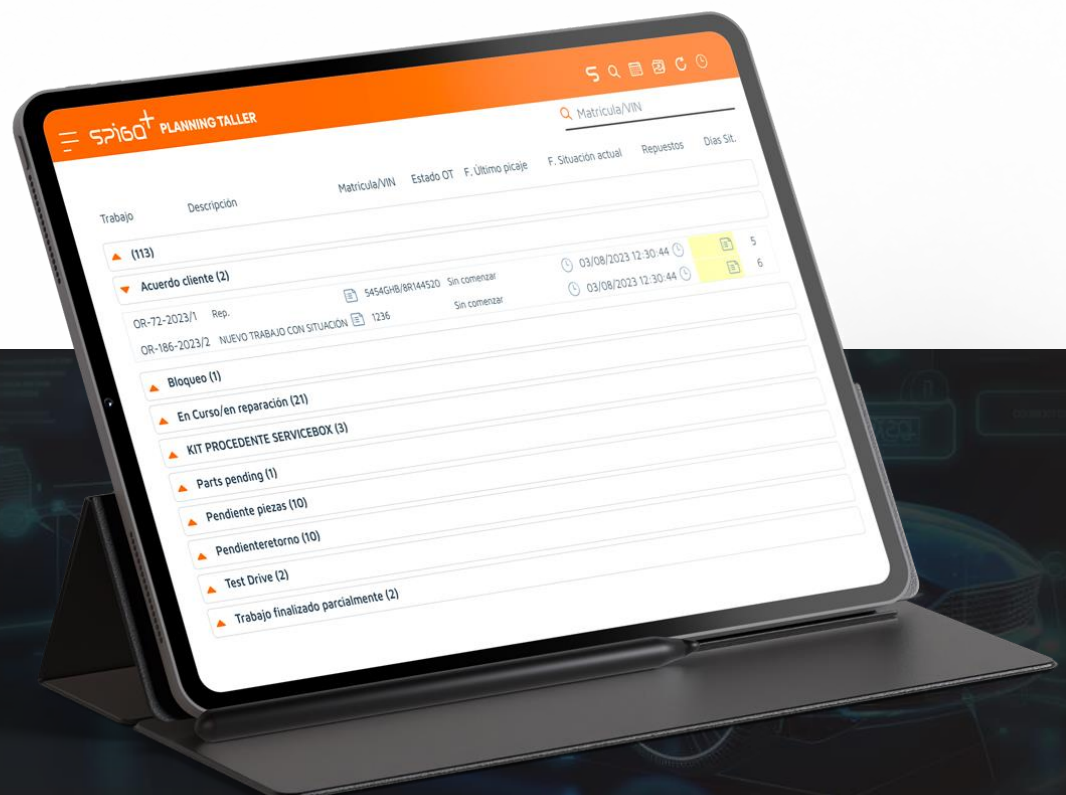 spiga+ PLANNING TALLER
Matricula/VIN
Trabajo Descripción Matricula/VIN Estado OT F. Último picaje F. Situación actual Repuestos Dias Sit.
(113)
Acuerdo cliente (2)
OR-72-2023/1 Rep. 5454GHB/8R144520 Sin comenzar 03/08/2023 12:30:44 5
OR-186-2023/2 NUEVO TRABAJO CON SITUACIÓN 1236 Sin comenzar 03/08/2023 12:30:44 6
Bloqueo (1)
En Curso/en reparación (21)
KIT PROCEDENTE SERVICEBOX (3)
Parts pending (1)
Pendiente piezas (10)
Pendienteretorno (10)
Test Drive (2)
Trabajo finalizado parcialmente (2)